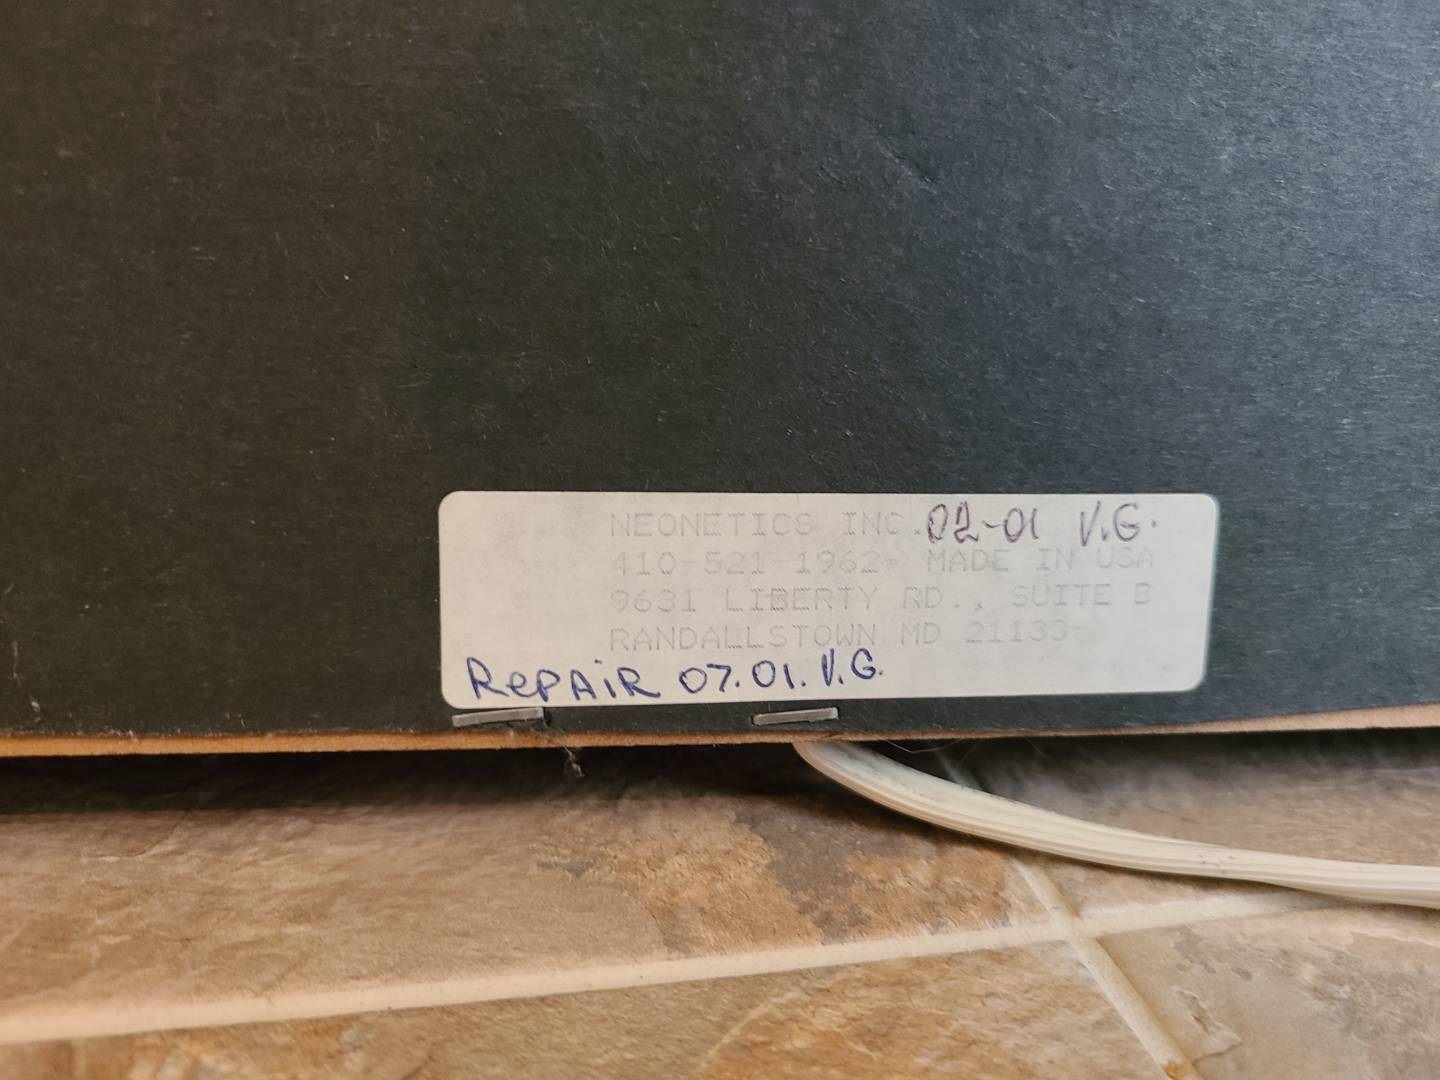 NEONETICS INC. 02-01 V.G.
410-521-1962- MADE IN USA
9631 LIBERTY RD., SUITE B
RANDALLSTOWN MD 21133-
RePAiR 07.01. V.G.